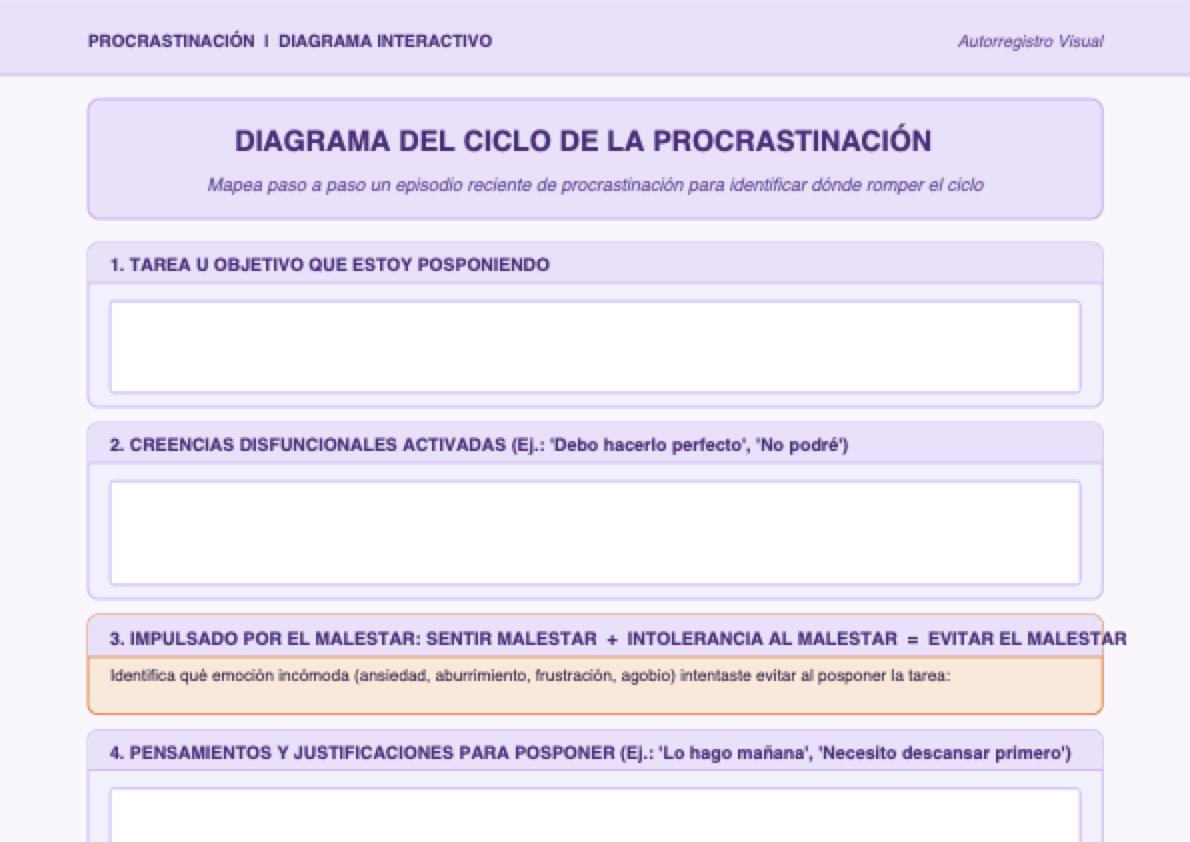 PROCRASTINACIÓN | DIAGRAMA INTERACTIVO
Autorregistro Visual
DIAGRAMA DEL CICLO DE LA PROCRASTINACIÓN
Mapea paso a paso un episodio reciente de procrastinación para identificar dónde romper el ciclo
1. TAREA U OBJETIVO QUE ESTOY POSPONIENDO
2. CREENCIAS DISFUNCIONALES ACTIVADAS (Ej.: 'Debo hacerlo perfecto', 'No podré')
3. IMPULSADO POR EL MALESTAR: SENTIR MALESTAR + INTOLERANCIA AL MALESTAR = EVITAR EL MALESTAR
Identifica qué emoción incómoda (ansiedad, aburrimiento, frustración, agobio) intentaste evitar al posponer la tarea:
4. PENSAMIENTOS Y JUSTIFICACIONES PARA POSPONER (Ej.: 'Lo hago mañana', 'Necesito descansar primero')